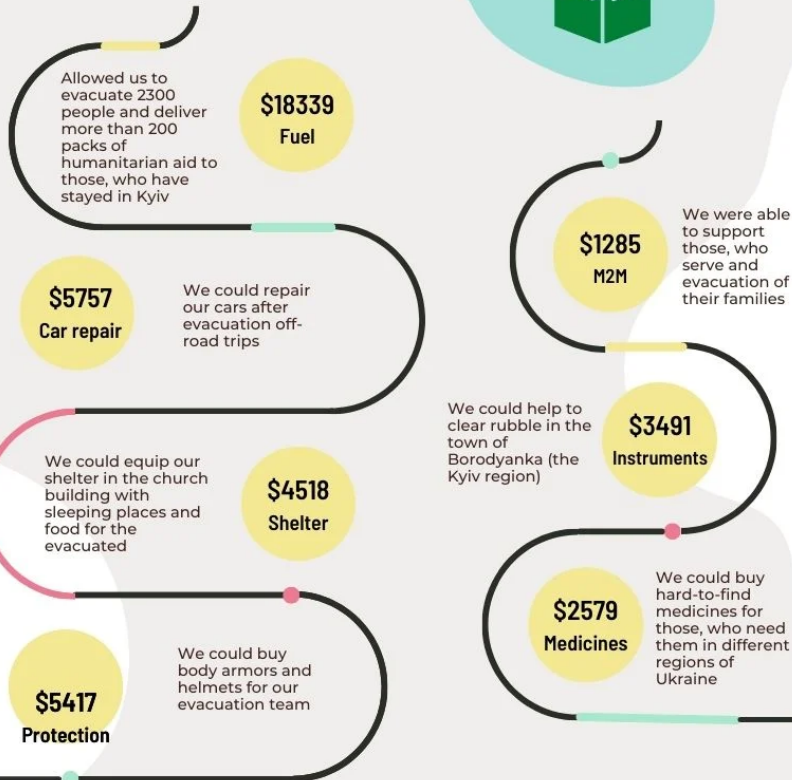 Allowed us to
evacuate 2300
people and deliver
more than 200
packs of
humanitarian aid to
those, who have
stayed in Kyiv
$18339
Fuel
$5757
Car repair
We could repair
our cars after
evacuation off-
road trips
We could equip our
shelter in the church
building with
sleeping places and
food for the
evacuated
$4518
Shelter
$5417
Protection
We could buy
body armors and
helmets for our
evacuation team
$1285
M2M
We were able
to support
those, who
serve and
evacuation of
their families
We could help to
clear rubble in the
town of
Borodyanka (the
Kyiv region)
$3491
Instruments
$2579
Medicines
We could buy
hard-to-find
medicines for
those, who need
them in different
regions of
Ukraine